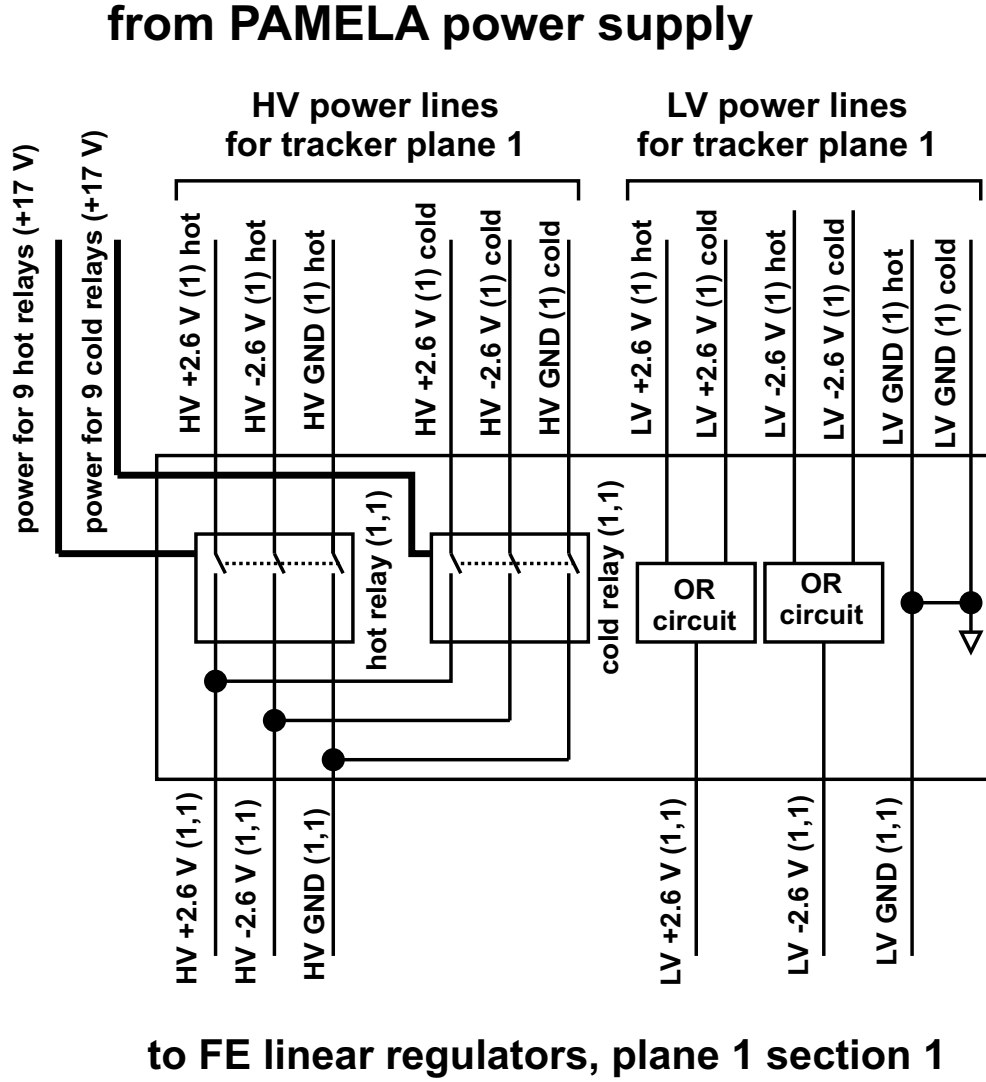 from PAMELA power supply
HV power lines
for tracker plane 1
LV power lines
for tracker plane 1
power for 9 hot relays (+17 V)
power for 9 cold relays (+17 V)
HV +2.6 V (1) hot
HV -2.6 V (1) hot
HV GND (1) hot
HV +2.6 V (1) cold
HV -2.6 V (1) cold
HV GND (1) cold
LV +2.6 V (1) hot
LV +2.6 V (1) cold
LV -2.6 V (1) hot
LV -2.6 V (1) cold
LV GND (1) hot
LV GND (1) cold
hot relay (1,1)
cold relay (1,1)
OR
circuit
OR
circuit
HV +2.6 V (1,1)
HV -2.6 V (1,1)
HV GND (1,1)
LV +2.6 V (1,1)
LV -2.6 V (1,1)
LV GND (1,1)
to FE linear regulators, plane 1 section 1